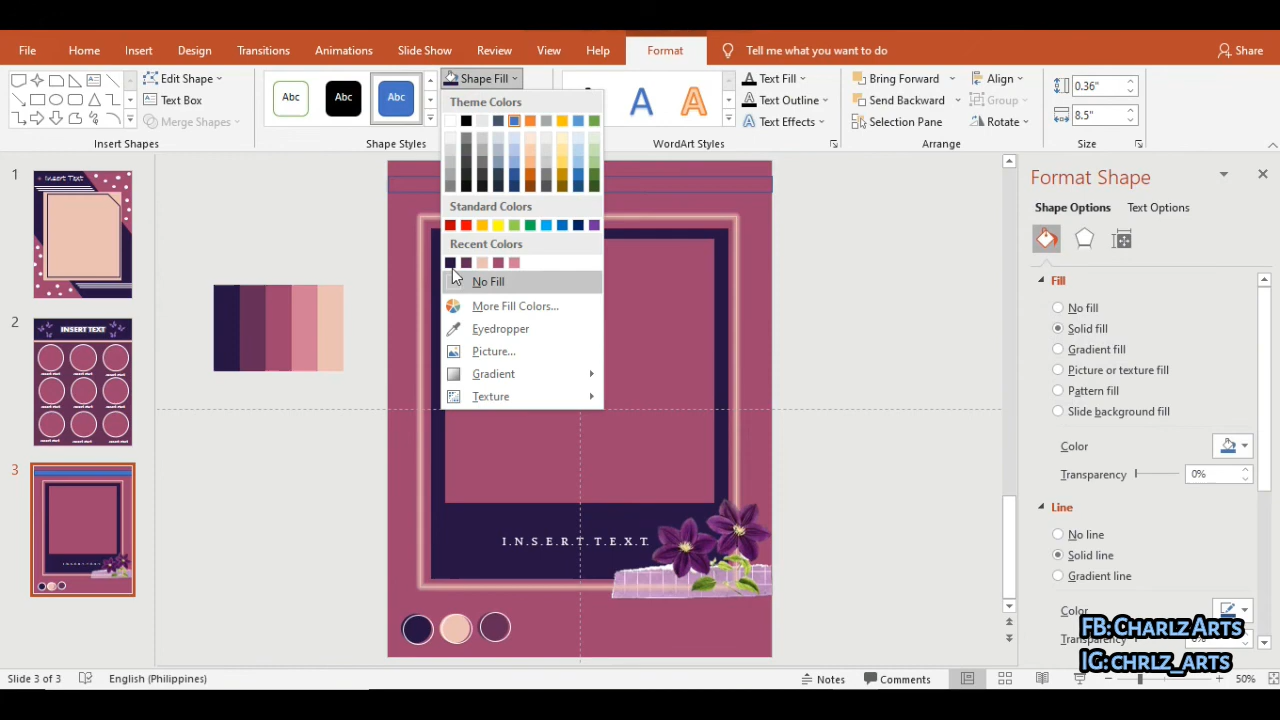 File Home Insert Design Transitions Animations Slide Show Review View Help Format Tell me what you want to do Share
Edit Shape
Text Box
Merge Shapes
Insert Shapes
Abc Abc Abc
Shape Styles
Shape Fill
Theme Colors
Standard Colors
Recent Colors
No Fill
More Fill Colors...
Eyedropper
Picture...
Gradient
Texture
A A
Text Fill
Text Outline
Text Effects
WordArt Styles
Bring Forward
Send Backward
Selection Pane
Align
Group
Rotate
Arrange
0.36"
8.5"
Size
1
Insert Text
2
INSERT TEXT
3
I.N.S.E.R.T. T.E.X.T.
Format Shape
Shape Options Text Options
Fill
No fill
Solid fill
Gradient fill
Picture or texture fill
Pattern fill
Slide background fill
Color
Transparency 0%
Line
No line
Solid line
Gradient line
Color
FB: CharlzArts
IG: chrlz_arts
Slide 3 of 3 English (Philippines) Notes Comments 50%